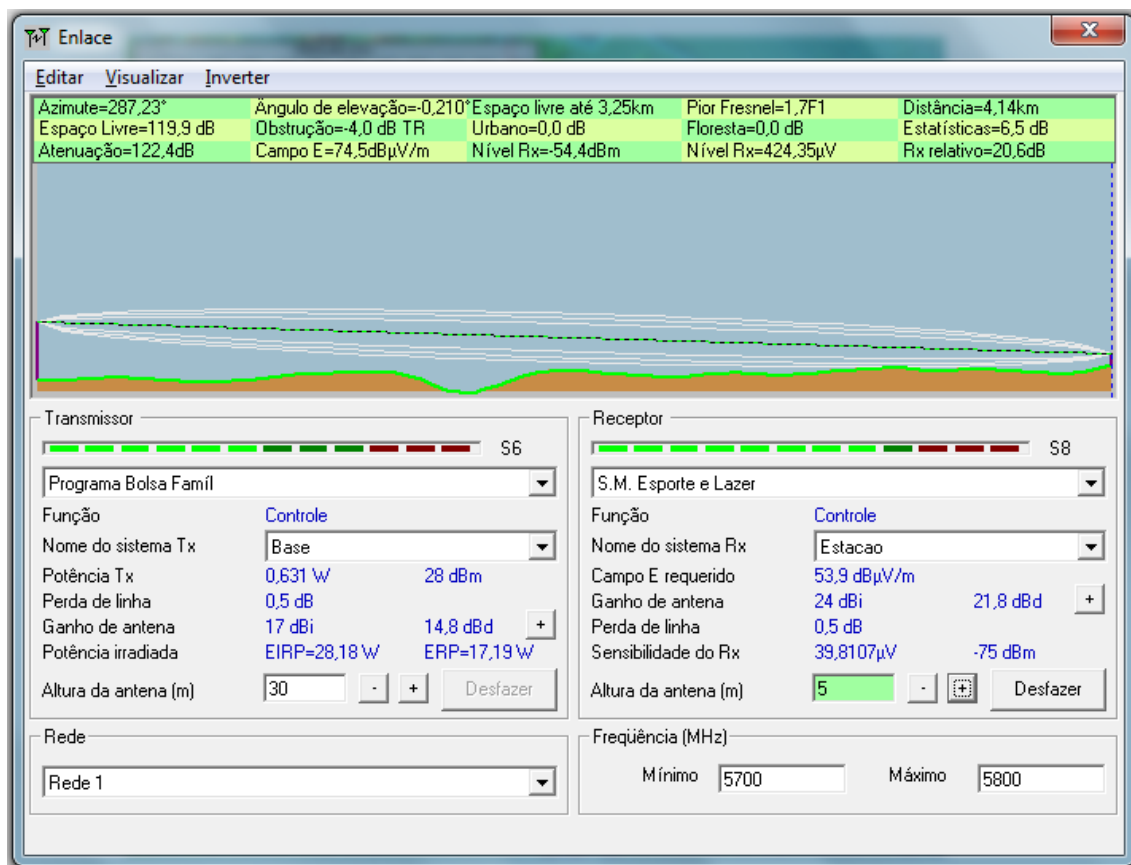 Enlace
Editar Visualizar Inverter
Azimute=287,23° Ângulo de elevação=-0,210° Espaço livre até 3,25km Pior Fresnel=1,7F1 Distância=4,14km
Espaço Livre=119,9 dB Obstrução=-4,0 dB TR Urbano=0,0 dB Floresta=0,0 dB Estatísticas=6,5 dB
Atenuação=122,4dB Campo E=74,5dBµV/m Nível Rx=-54,4dBm Nível Rx=424,35µV Rx relativo=20,6dB
Transmissor
S6
Programa Bolsa Famíl
Função Controle
Nome do sistema Tx Base
Potência Tx 0,631 W 28 dBm
Perda de linha 0,5 dB
Ganho de antena 17 dBi 14,8 dBd +
Potência irradiada EIRP=28,18 W ERP=17,19 W
Altura da antena (m) 30 - + Desfazer
Receptor
S8
S.M. Esporte e Lazer
Função Controle
Nome do sistema Rx Estacao
Campo E requerido 53,9 dBµV/m
Ganho de antena 24 dBi 21,8 dBd +
Perda de linha 0,5 dB
Sensibilidade do Rx 39,8107µV -75 dBm
Altura da antena (m) 5 - + Desfazer
Rede
Rede 1
Freqüência (MHz)
Mínimo 5700 Máximo 5800